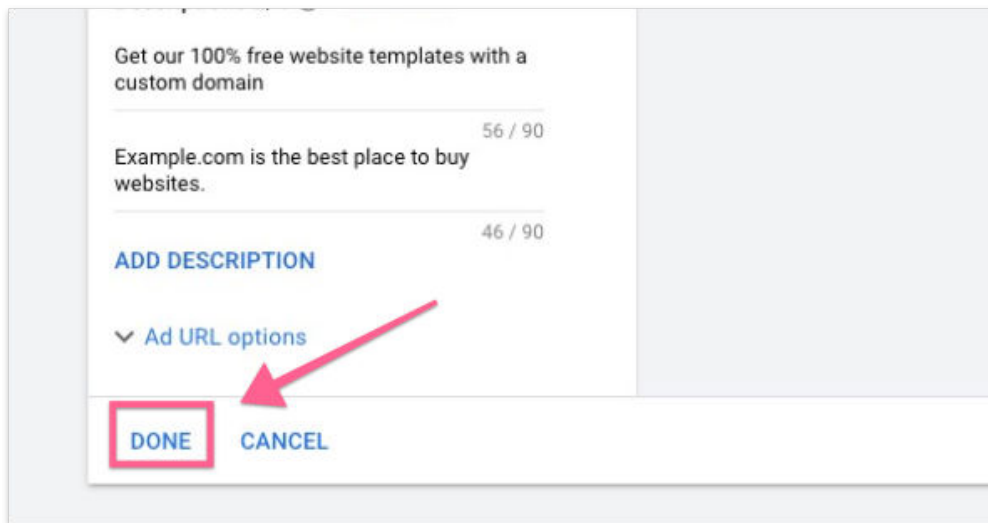 Get our 100% free website templates with a
custom domain
56 / 90
Example.com is the best place to buy
websites.
46 / 90
ADD DESCRIPTION
Ad URL options
DONE CANCEL